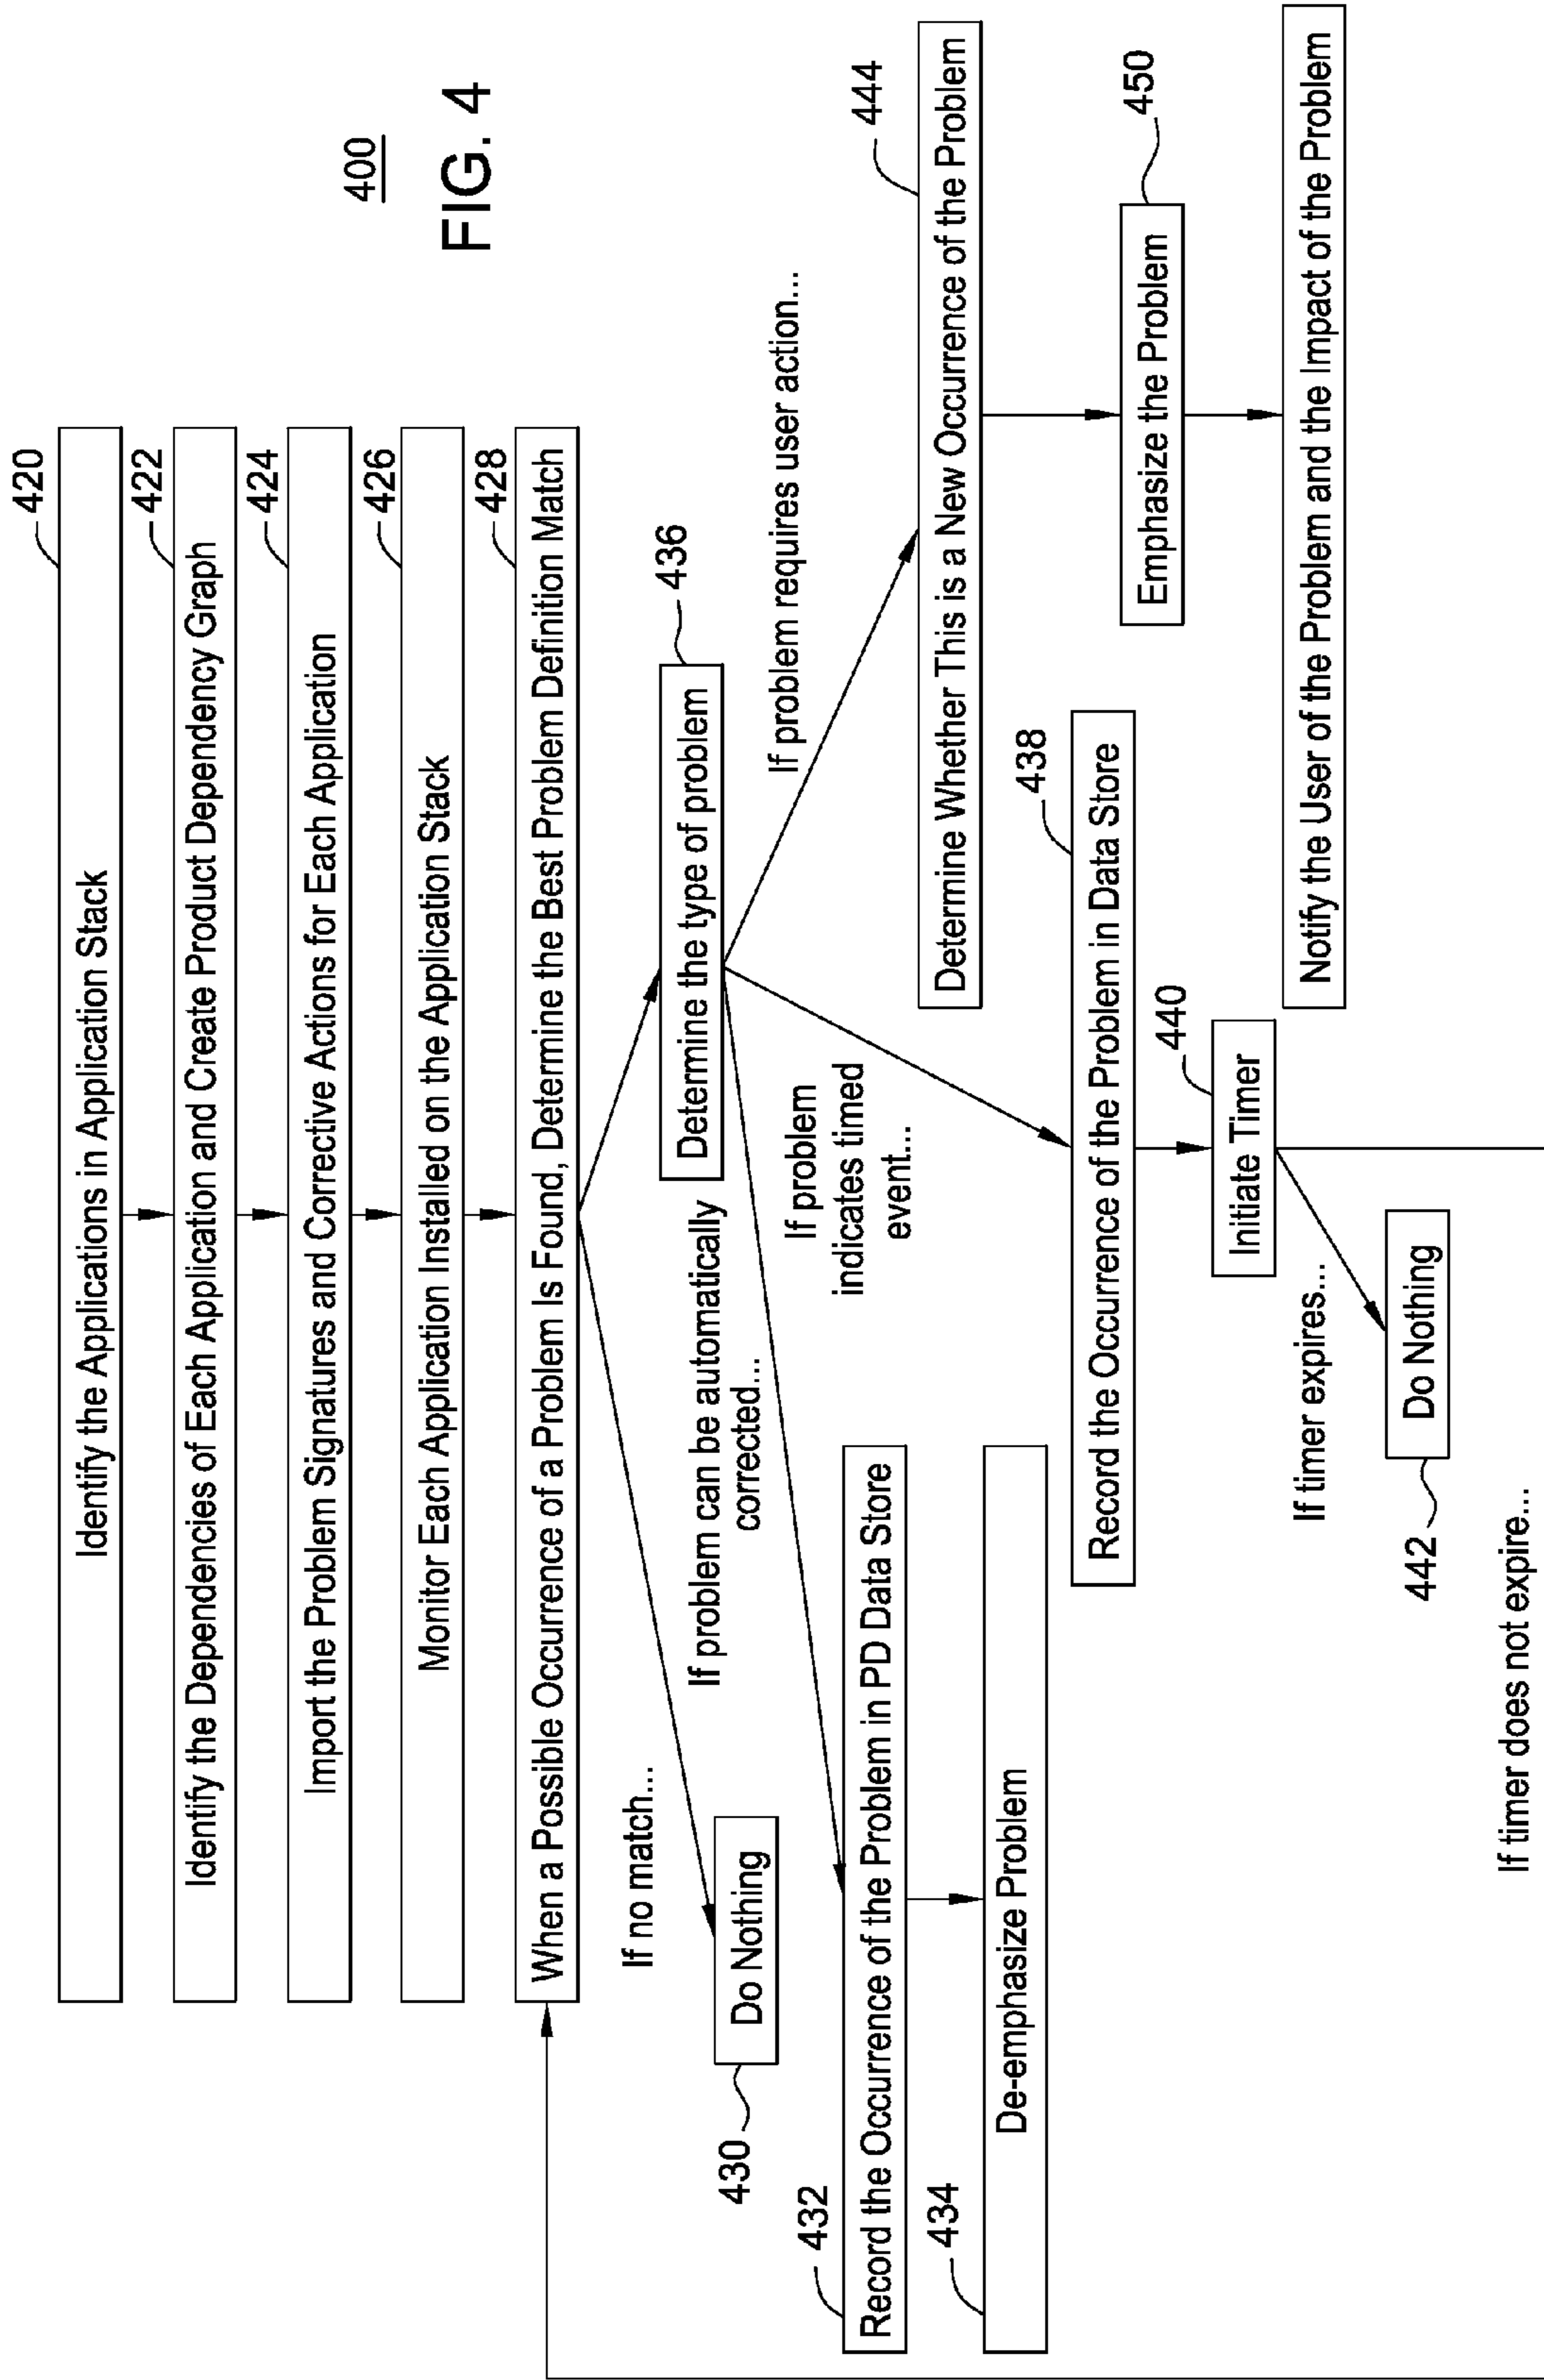 400
FIG. 4
420
Identify the Applications in Application Stack
422
Identify the Dependencies of Each Application and Create Product Dependency Graph
424
Import the Problem Signatures and Corrective Actions for Each Application
426
Monitor Each Application Installed on the Application Stack
428
When a Possible Occurrence of a Problem Is Found, Determine the Best Problem Definition Match
If no match...
430
Do Nothing
436
Determine the type of problem
If problem can be automatically
corrected...
432
Record the Occurrence of the Problem in PD Data Store
434
De-emphasize Problem
If problem
indicates timed
event...
438
Record the Occurrence of the Problem in Data Store
440
Initiate Timer
If timer expires...
442
Do Nothing
If timer does not expire...
If problem requires user action...
444
Determine Whether This is a New Occurrence of the Problem
450
Emphasize the Problem
Notify the User of the Problem and the Impact of the Problem